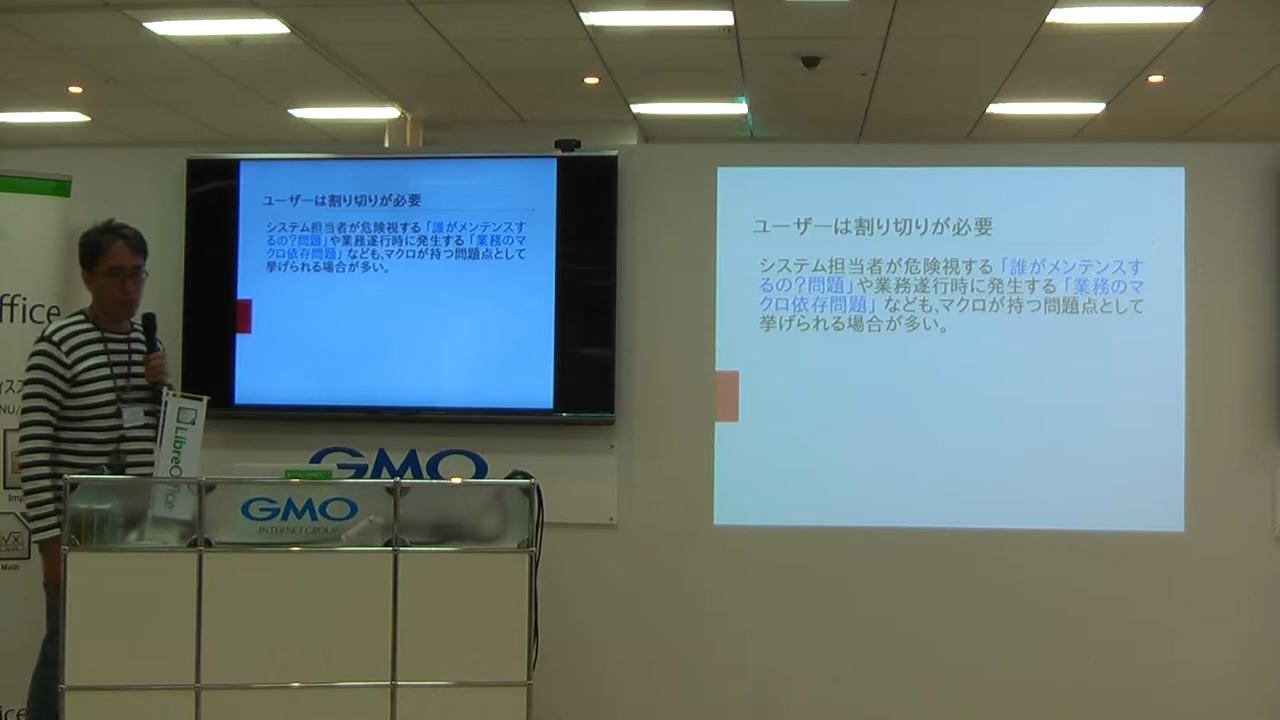 ユーザーは割り切りが必要
システム担当者が危険視する「誰がメンテンスす
るの?問題」や業務遂行時に発生する「業務のマ
クロ依存問題」なども、マクロが持つ問題点として
挙げられる場合が多い。
ユーザーは割り切りが必要
システム担当者が危険視する「誰がメンテンスす
るの?問題」や業務遂行時に発生する「業務のマ
クロ依存問題」なども、マクロが持つ問題点として
挙げられる場合が多い。
ffice
NU/
Imp
Math
LibreOffice
GMO
GMO
INTERNET GROUP
ice